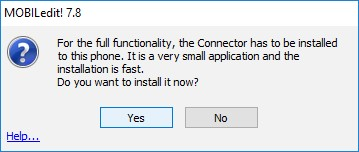 MOBILedit! 7.8
For the full functionality, the Connector has to be installed
to this phone. It is a very small application and the
installation is fast.
Do you want to install it now?
Yes No
Help...